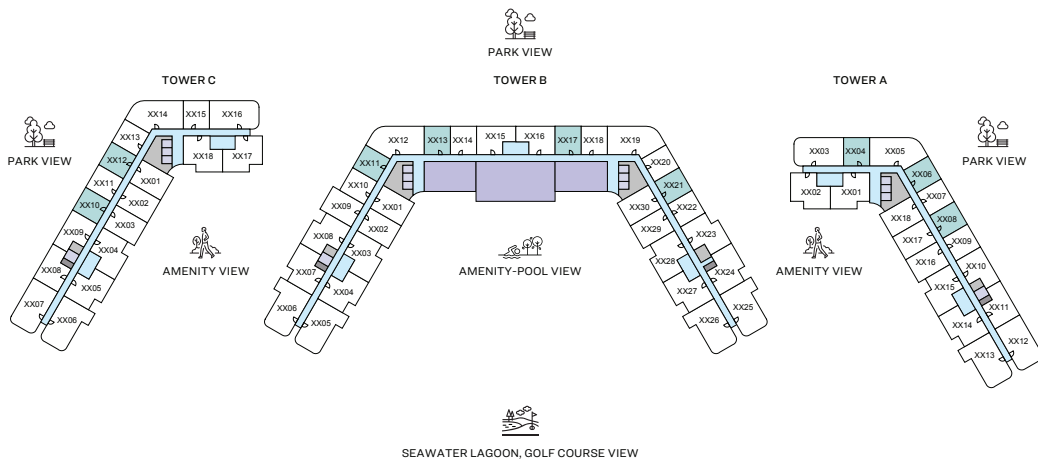 PARK VIEW
TOWER C
TOWER B
TOWER A
PARK VIEW
PARK VIEW
XX14
XX15
XX16
XX13
XX12
XX18
XX17
XX11
XX01
XX10
XX02
XX03
XX09
XX04
XX08
XX05
XX07
XX06
AMENITY VIEW
XX12
XX13
XX14
XX15
XX16
XX17
XX18
XX19
XX11
XX20
XX10
XX01
XX21
XX30
XX09
XX02
XX22
XX29
XX08
XX03
XX23
XX28
XX07
XX04
XX24
XX27
XX06
XX05
XX25
XX26
AMENITY-POOL VIEW
XX03
XX04
XX05
XX06
XX02
XX01
XX07
XX18
XX08
XX17
XX09
XX16
XX10
XX15
XX11
XX14
XX12
XX13
AMENITY VIEW
SEAWATER LAGOON, GOLF COURSE VIEW